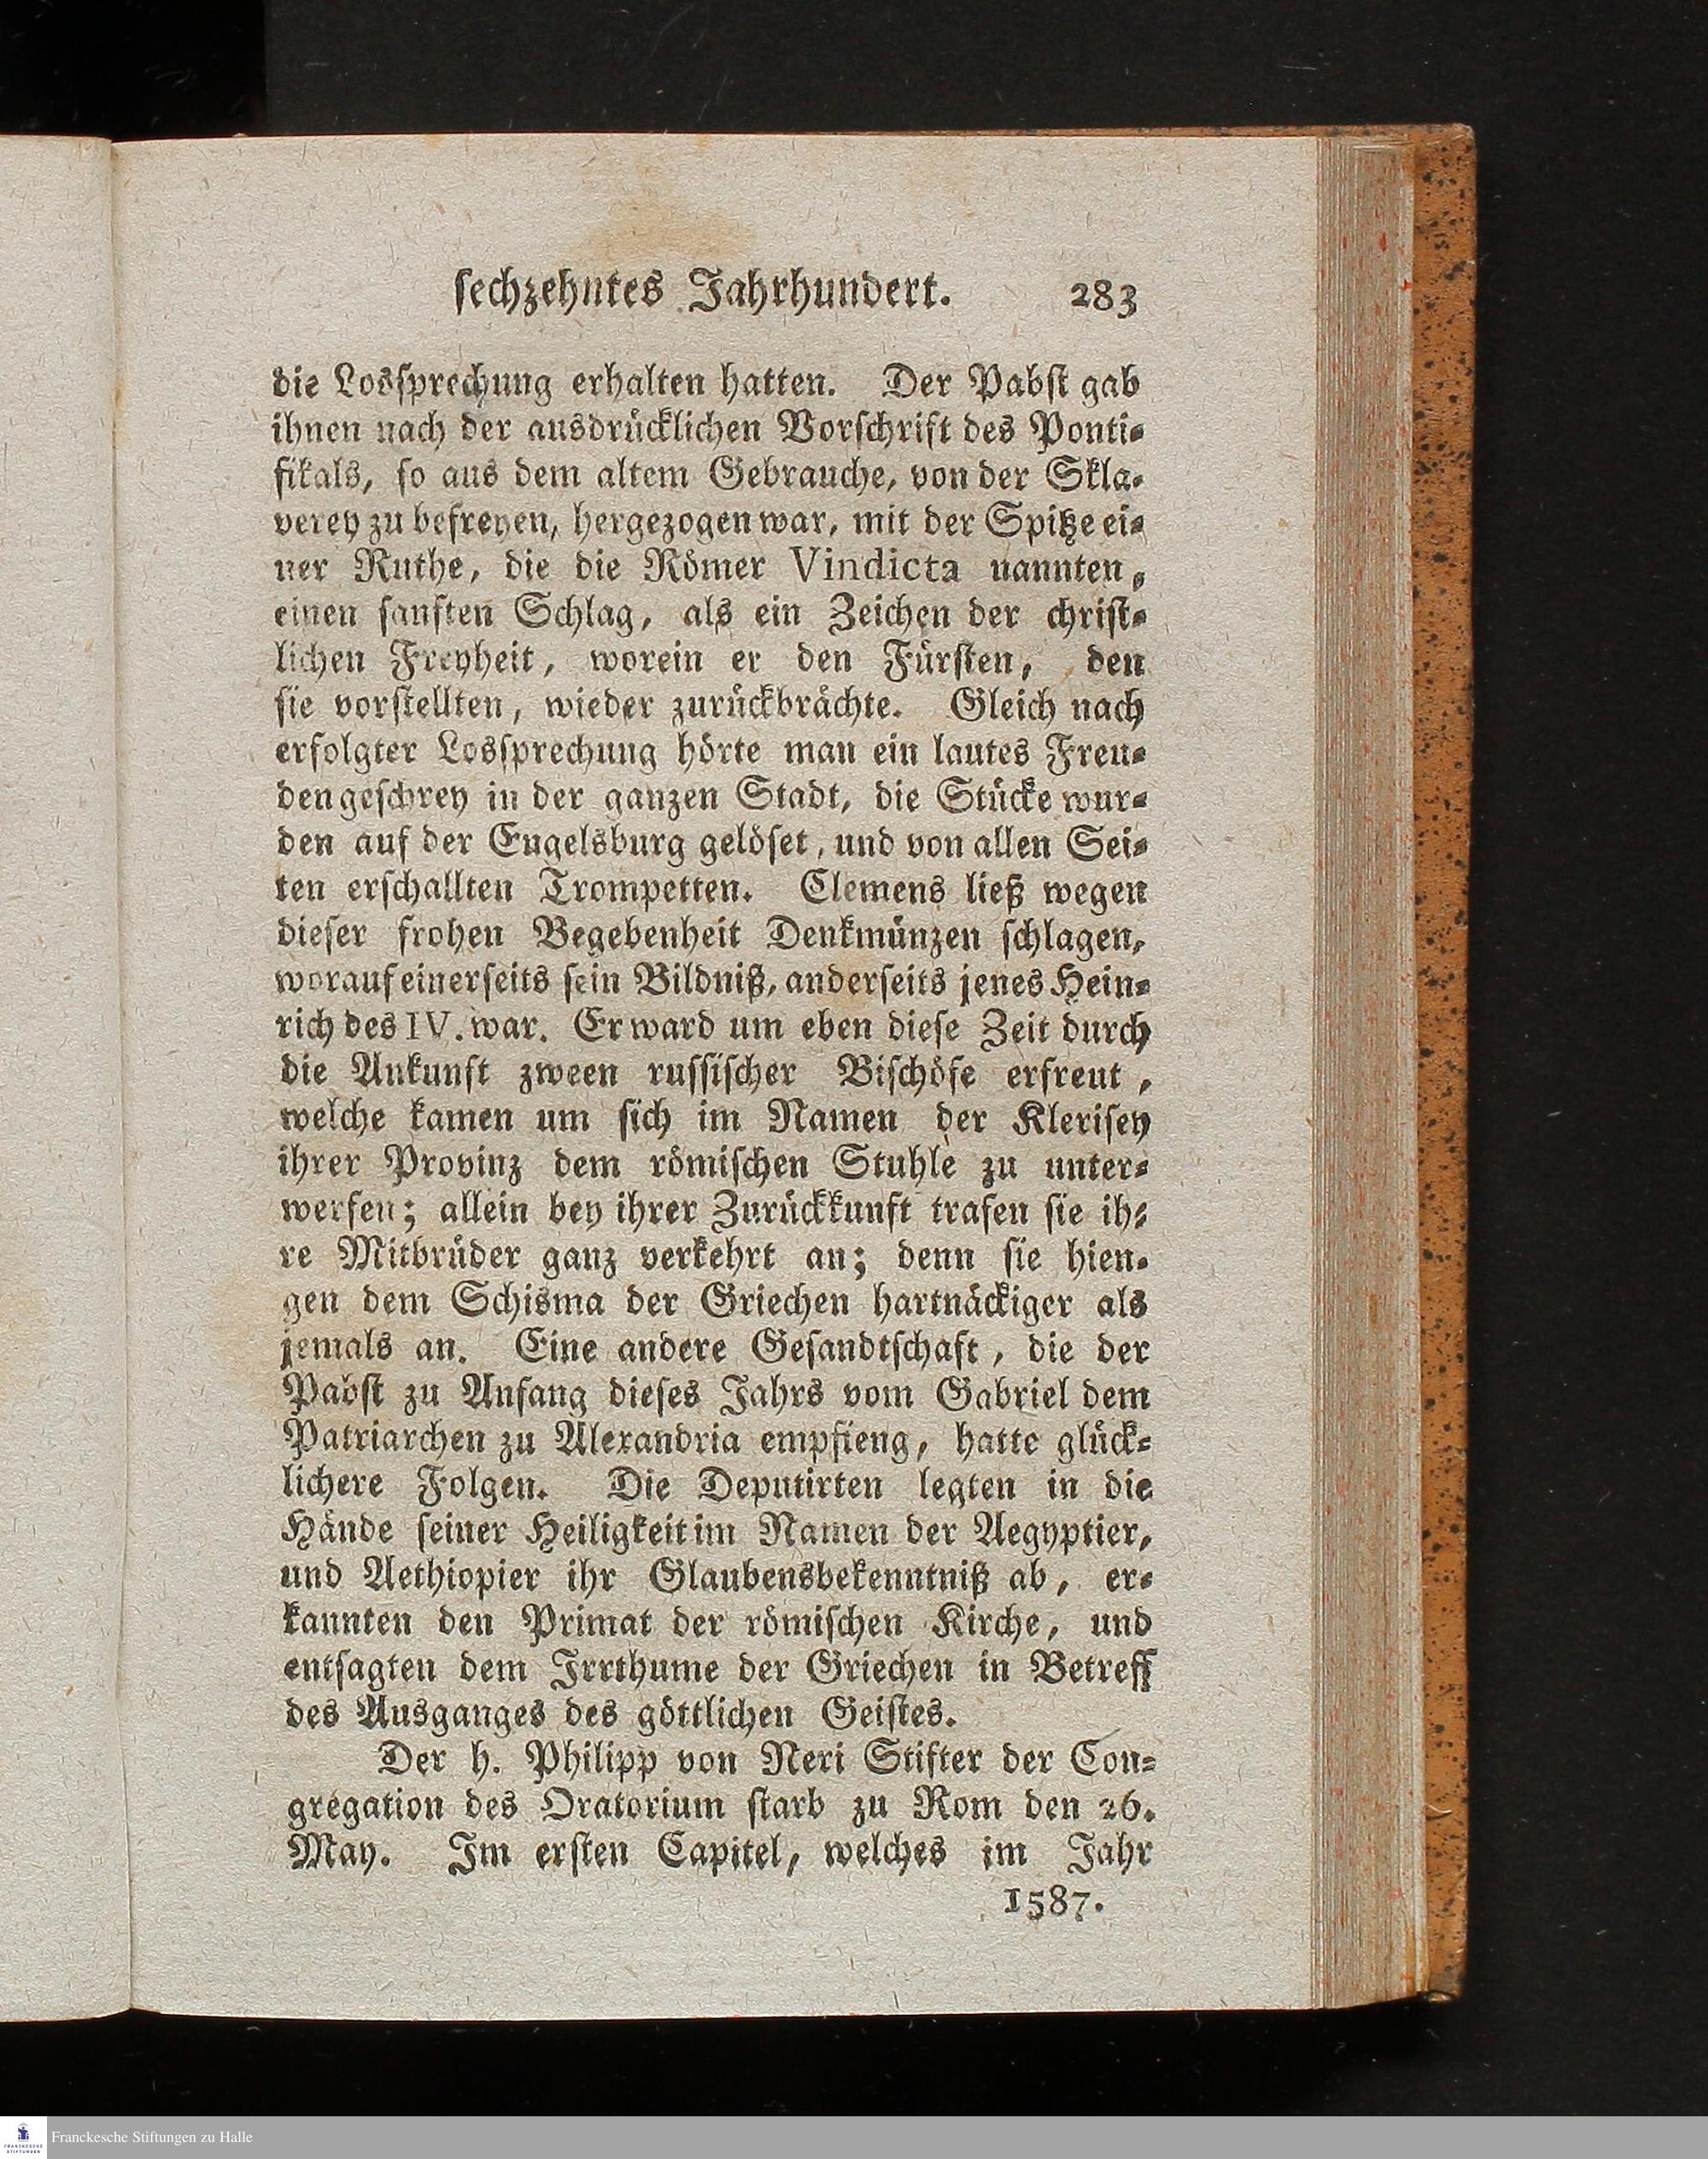 sechzehntes Jahrhundert. 283
die Lossprechung erhalten hatten. Der Pabst gab
ihnen nach der ausdrücklichen Vorschrift des Ponti-
fikals, so aus dem altem Gebrauche, von der Skla-
verey zu befreyen, hergezogen war, mit der Spitze ei-
ner Ruthe, die die Römer Vindicta nannten,
einen sanften Schlag, als ein Zeichen der christ-
lichen Freyheit, worein er den Fürsten, den
sie vorstellten, wieder zurückbrächte. Gleich nach
erfolgter Lossprechung hörte man ein lautes Freu-
dengeschrey in der ganzen Stadt, die Stücke wur-
den auf der Engelsburg gelöset, und von allen Sei-
ten erschallten Trompetten. Clemens ließ wegen
dieser frohen Begebenheit Denkmünzen schlagen,
worauf einerseits sein Bildniß, anderseits jenes Hein-
rich des IV. war. Er ward um eben diese Zeit durch
die Ankunft zween russischer Bischöfe erfreut,
welche kamen um sich im Namen der Klerisey
ihrer Provinz dem römischen Stuhle zu unter-
werfen; allein bey ihrer Zurückkunft trafen sie ih-
re Mitbrüder ganz verkehrt an; denn sie hien-
gen dem Schisma der Griechen hartnäckiger als
jemals an. Eine andere Gesandtschaft, die der
Pabst zu Anfang dieses Jahrs vom Gabriel dem
Patriarchen zu Alexandria empfieng, hatte glück-
lichere Folgen. Die Deputirten legten in die
Hände seiner Heiligkeit im Namen der Aegyptier,
und Aethiopier ihr Glaubensbekenntniß ab, er-
kannten den Primat der römischen Kirche, und
entsagten dem Irrthume der Griechen in Betreff
des Ausganges des göttlichen Geistes.
Der h. Philipp von Neri Stifter der Con-
gregation des Oratorium starb zu Rom den 26.
May. Im ersten Capitel, welches im Jahr
1587.
FRANCKESCHE STIFTUNGEN
Franckesche Stiftungen zu Halle